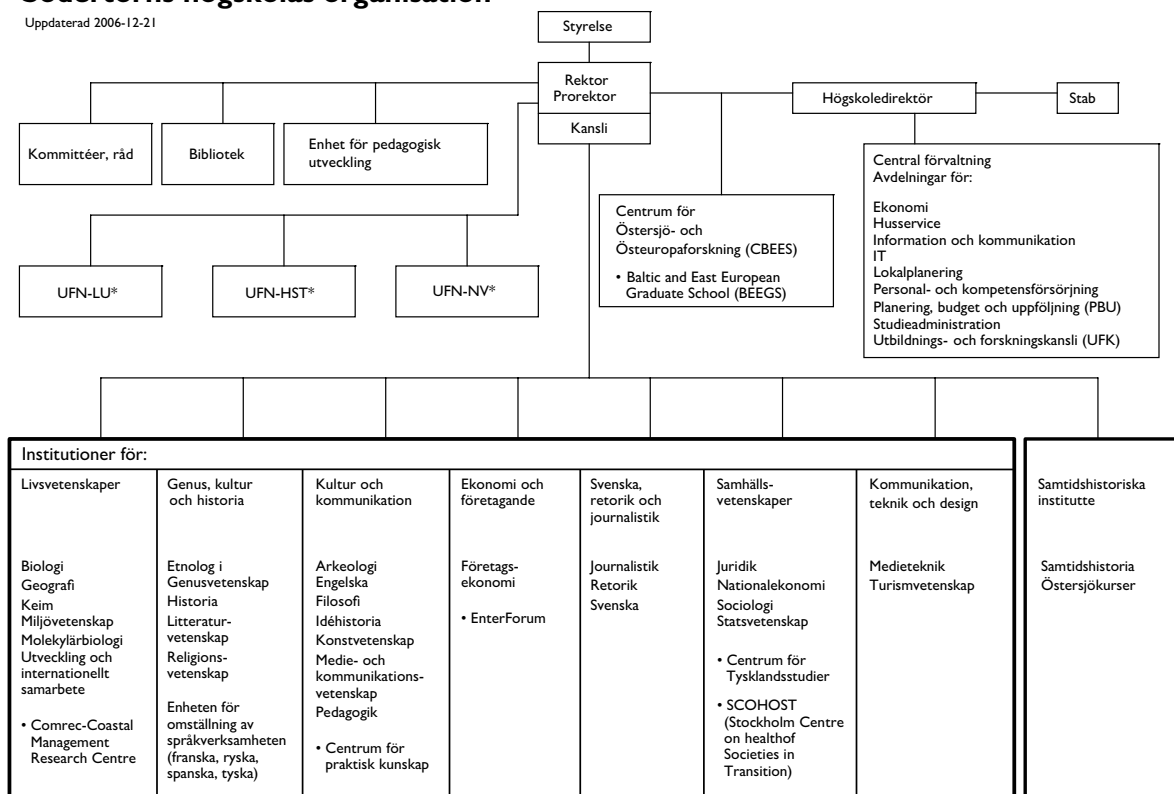 Södertörns högskolas organisation
Uppdaterad 2006-12-21
Styrelse
Rektor
Prorektor
Kansli
Högskoledirektör
Stab
Kommittéer, råd
Bibliotek
Enhet för pedagogisk
utveckling
Central förvaltning
Avdelningar för:
Ekonomi
Husservice
Information och kommunikation
IT
Lokalplanering
Personal- och kompetensförsörjning
Planering, budget och uppföljning (PBU)
Studieadministration
Utbildnings- och forskningskansli (UFK)
Centrum för
Östersjö- och
Östeuropaforskning (CBEES)
• Baltic and East European
Graduate School (BEEGS)
UFN-LU*
UFN-HST*
UFN-NV*
Institutioner för:
Livsvetenskaper
Biologi
Geografi
Keim
Miljövetenskap
Molekylärbiologi
Utveckling och
internationellt
samarbete
• Comrec-Coastal
Management
Research Centre
Genus, kultur
och historia
Etnolog i
Genusvetenskap
Historia
Litteratur-
vetenskap
Religions-
vetenskap
Enheten för
omställning av
språkverksamheten
(franska, ryska,
spanska, tyska)
Kultur och
kommunikation
Arkeologi
Engelska
Filosofi
Idéhistoria
Konstvetenskap
Medie- och
kommunikations-
vetenskap
Pedagogik
• Centrum för
praktisk kunskap
Ekonomi och
företagande
Företags-
ekonomi
• EnterForum
Svenska,
retorik och
journalistik
Journalistik
Retorik
Svenska
Samhälls-
vetenskaper
Juridik
Nationalekonomi
Sociologi
Statsvetenskap
• Centrum för
Tysklandsstudier
• SCOHOST
(Stockholm Centre
on healthof
Societies in
Transition)
Kommunikation,
teknik och design
Medieteknik
Turismvetenskap
Samtidshistoriska
institutte
Samtidshistoria
Östersjökurser